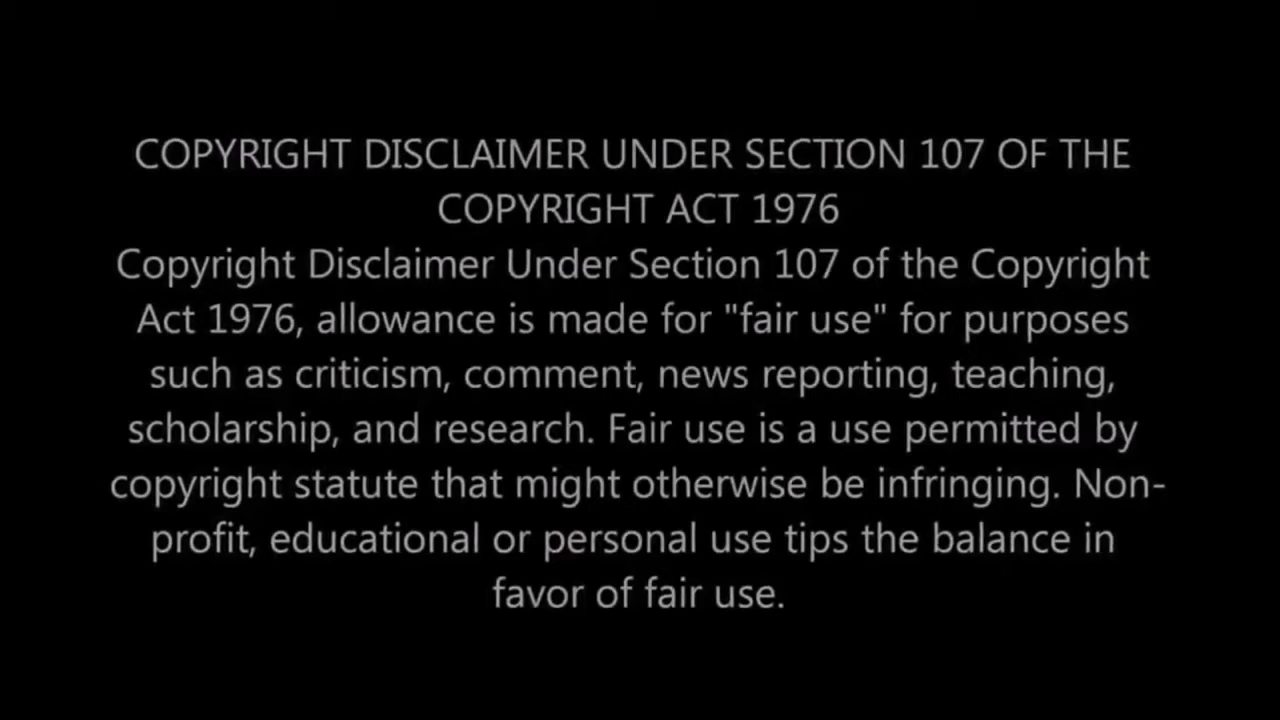 COPYRIGHT DISCLAIMER UNDER SECTION 107 OF THE
COPYRIGHT ACT 1976
Copyright Disclaimer Under Section 107 of the Copyright
Act 1976, allowance is made for "fair use" for purposes
such as criticism, comment, news reporting, teaching,
scholarship, and research. Fair use is a use permitted by
copyright statute that might otherwise be infringing. Non-
profit, educational or personal use tips the balance in
favor of fair use.